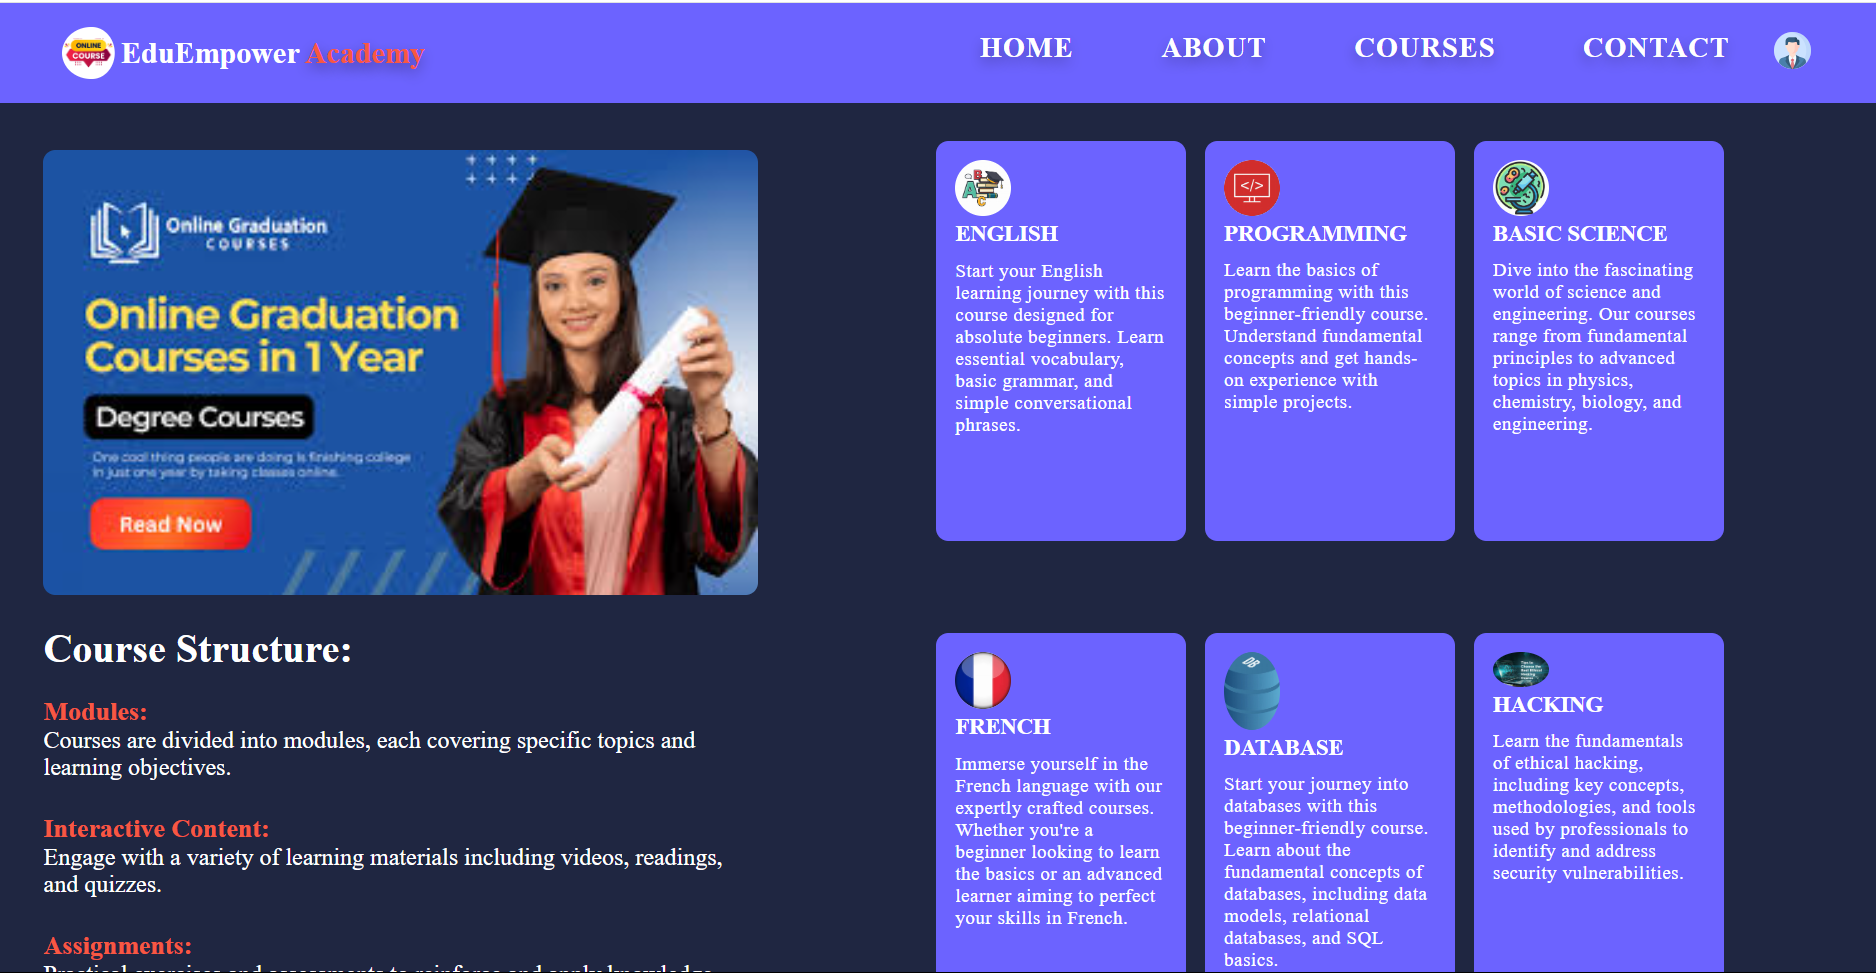 ONLINE
COURSE
EduEmpower Academy
HOME
ABOUT
COURSES
CONTACT
Online Graduation
COURSES
Online Graduation
Courses in 1 Year
Degree Courses
One cool thing people are doing is finishing college
in just one year by taking classes online.
Read Now
Course Structure:
Modules:
Courses are divided into modules, each covering specific topics and
learning objectives.
Interactive Content:
Engage with a variety of learning materials including videos, readings,
and quizzes.
Assignments:
Practical exercises and assessments to reinforce and apply knowledge
A
B
C
ENGLISH
Start your English
learning journey with this
course designed for
absolute beginners. Learn
essential vocabulary,
basic grammar, and
simple conversational
phrases.
</>
PROGRAMMING
Learn the basics of
programming with this
beginner-friendly course.
Understand fundamental
concepts and get hands-
on experience with
simple projects.
BASIC SCIENCE
Dive into the fascinating
world of science and
engineering. Our courses
range from fundamental
principles to advanced
topics in physics,
chemistry, biology, and
engineering.
FRENCH
Immerse yourself in the
French language with our
expertly crafted courses.
Whether you're a
beginner looking to learn
the basics or an advanced
learner aiming to perfect
your skills in French.
DB
DATABASE
Start your journey into
databases with this
beginner-friendly course.
Learn about the
fundamental concepts of
databases, including data
models, relational
databases, and SQL
basics.
HACKING
Learn the fundamentals
of ethical hacking,
including key concepts,
methodologies, and tools
used by professionals to
identify and address
security vulnerabilities.